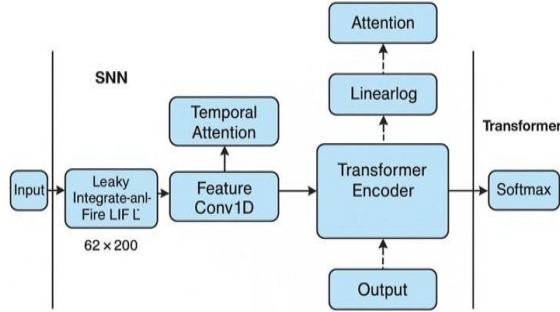 Attention
SNN
Linearlog
Temporal
Attention
Transformer
Input
Leaky
Integrate-anl-
Fire LIF L
Feature
Conv1D
Transformer
Encoder
Softmax
62 × 200
Output